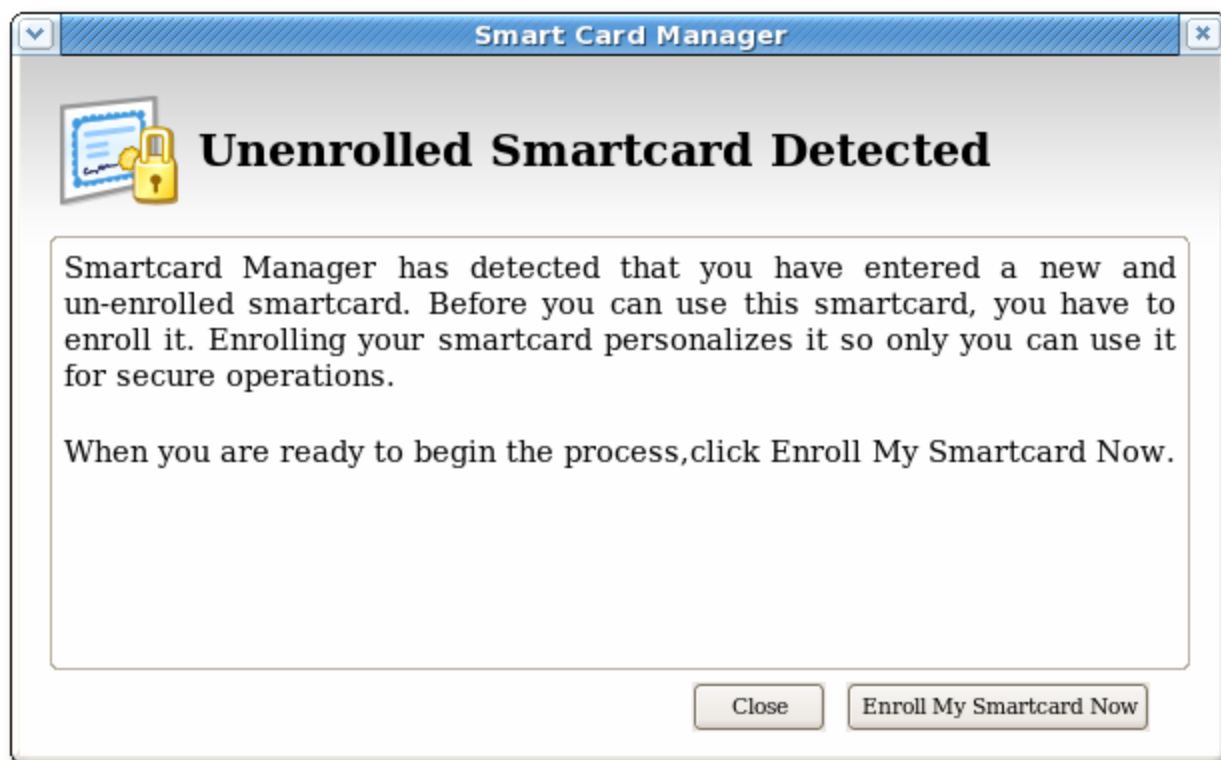 Smart Card Manager
Unenrolled Smartcard Detected
Smartcard Manager has detected that you have entered a new and
un-enrolled smartcard. Before you can use this smartcard, you have to
enroll it. Enrolling your smartcard personalizes it so only you can use it
for secure operations.
When you are ready to begin the process,click Enroll My Smartcard Now.
Close
Enroll My Smartcard Now